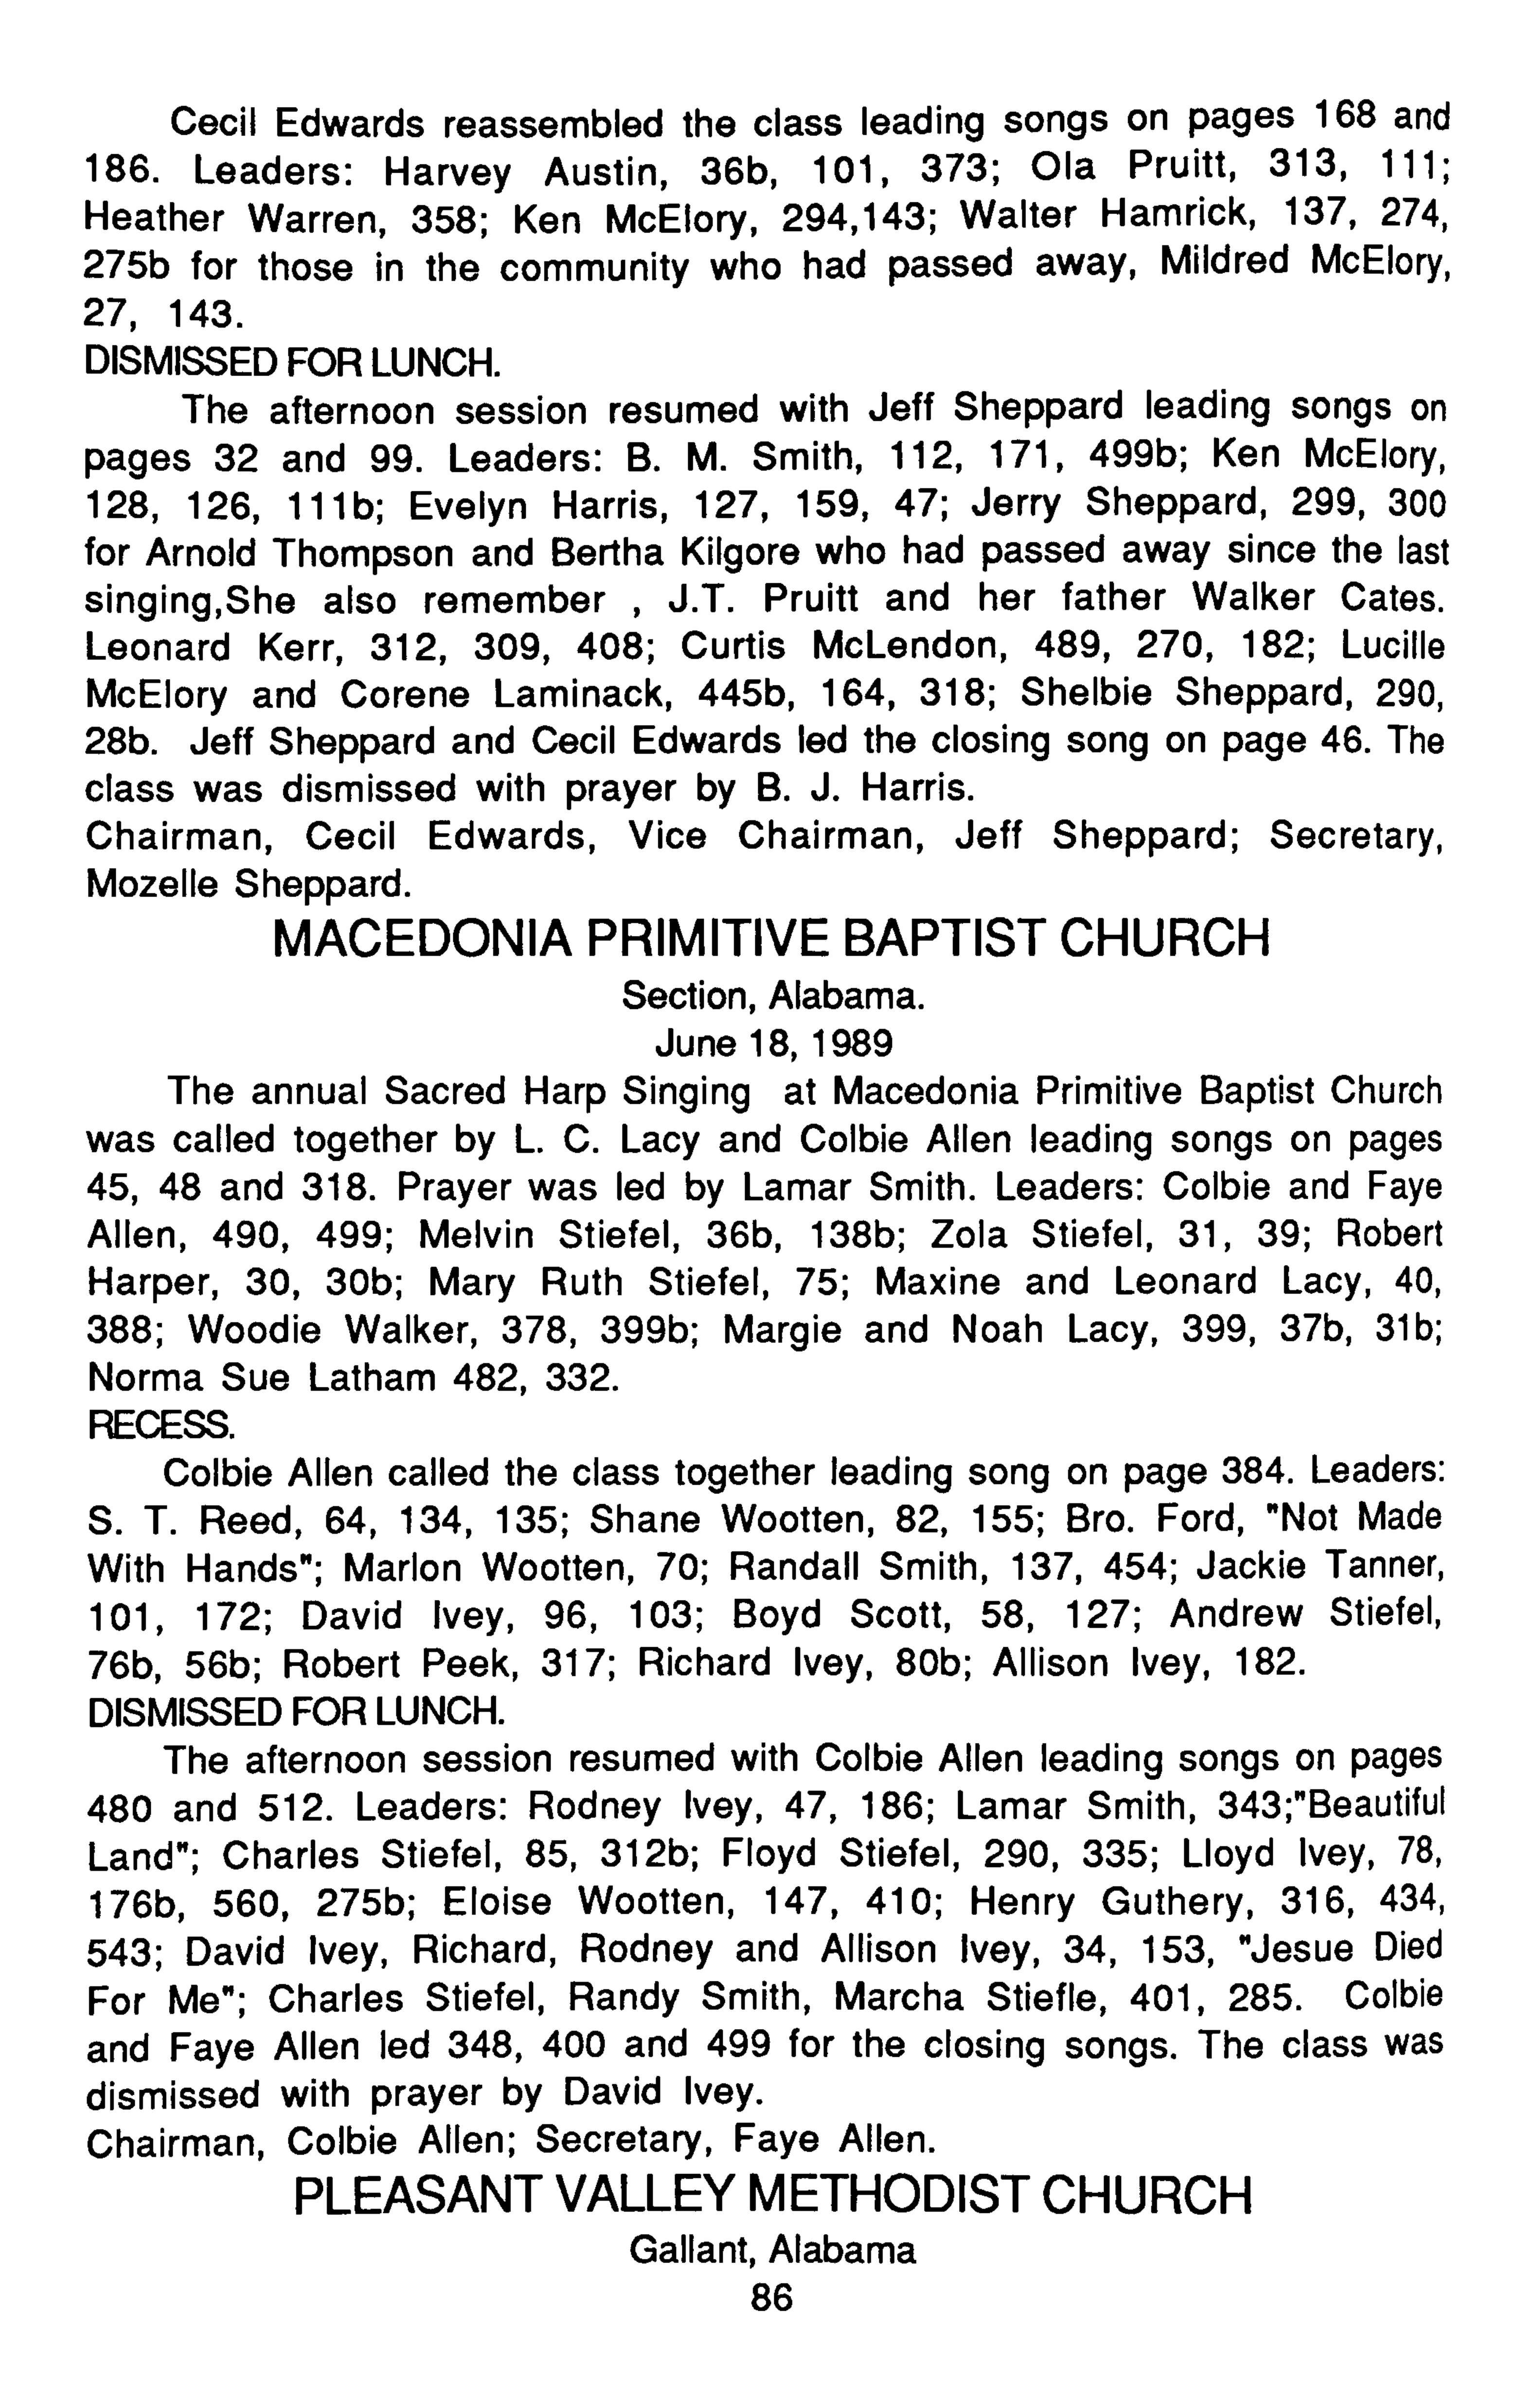 Cecil Edwards reassembled the class leading songs on pages 168 and
186. Leaders: Harvey Austin, 36b, 101, 373; Ola Pruitt, 313, 111;
Heather Warren, 358; Ken McElory, 294,143; Walter Hamrick, 137, 274,
275b for those in the community who had passed away, Mildred McElory,
27, 143.
DISMISSED FOR LUNCH.
The afternoon session resumed with Jeff Sheppard leading songs on
pages 32 and 99. Leaders: B. M. Smith, 112, 171, 499b; Ken McElory,
128, 126, 111b; Evelyn Harris, 127, 159, 47; Jerry Sheppard, 299, 300
for Arnold Thompson and Bertha Kilgore who had passed away since the last
singing,She also remember , J.T. Pruitt and her father Walker Cates.
Leonard Kerr, 312, 309, 408; Curtis McLendon, 489, 270, 182; Lucille
McElory and Corene Laminack, 445b, 164, 318; Shelbie Sheppard, 290,
28b. Jeff Sheppard and Cecil Edwards led the closing song on page 46. The
class was dismissed with prayer by B. J. Harris.
Chairman, Cecil Edwards, Vice Chairman, Jeff Sheppard; Secretary,
Mozelle Sheppard.
MACEDONIA PRIMITIVE BAPTIST CHURCH
Section, Alabama.
June 18, 1989
The annual Sacred Harp Singing at Macedonia Primitive Baptist Church
was called together by L. C. Lacy and Colbie Allen leading songs on pages
45, 48 and 318. Prayer was led by Lamar Smith. Leaders: Colbie and Faye
Allen, 490, 499; Melvin Stiefel, 36b, 138b; Zola Stiefel, 31, 39; Robert
Harper, 30, 30b; Mary Ruth Stiefel, 75; Maxine and Leonard Lacy, 40,
388; Woodie Walker, 378, 399b; Margie and Noah Lacy, 399, 37b, 31b;
Norma Sue Latham 482, 332.
RECESS.
Colbie Allen called the class together leading song on page 384. Leaders:
S. T. Reed, 64, 134, 135; Shane Wootten, 82, 155; Bro. Ford, "Not Made
With Hands"; Marlon Wootten, 70; Randall Smith, 137, 454; Jackie Tanner,
101, 172; David Ivey, 96, 103; Boyd Scott, 58, 127; Andrew Stiefel,
76b, 56b; Robert Peek, 317; Richard Ivey, 80b; Allison Ivey, 182.
DISMISSED FOR LUNCH.
The afternoon session resumed with Colbie Allen leading songs on pages
480 and 512. Leaders: Rodney Ivey, 47, 186; Lamar Smith, 343;"Beautiful
Land"; Charles Stiefel, 85, 312b; Floyd Stiefel, 290, 335; Lloyd Ivey, 78,
176b, 560, 275b; Eloise Wootten, 147, 410; Henry Guthery, 316, 434,
543; David Ivey, Richard, Rodney and Allison Ivey, 34, 153, "Jesue Died
For Me"; Charles Stiefel, Randy Smith, Marcha Stiefle, 401, 285. Colbie
and Faye Allen led 348, 400 and 499 for the closing songs. The class was
dismissed with prayer by David Ivey.
Chairman, Colbie Allen; Secretary, Faye Allen.
PLEASANT VALLEY METHODIST CHURCH
Gallant, Alabama
86